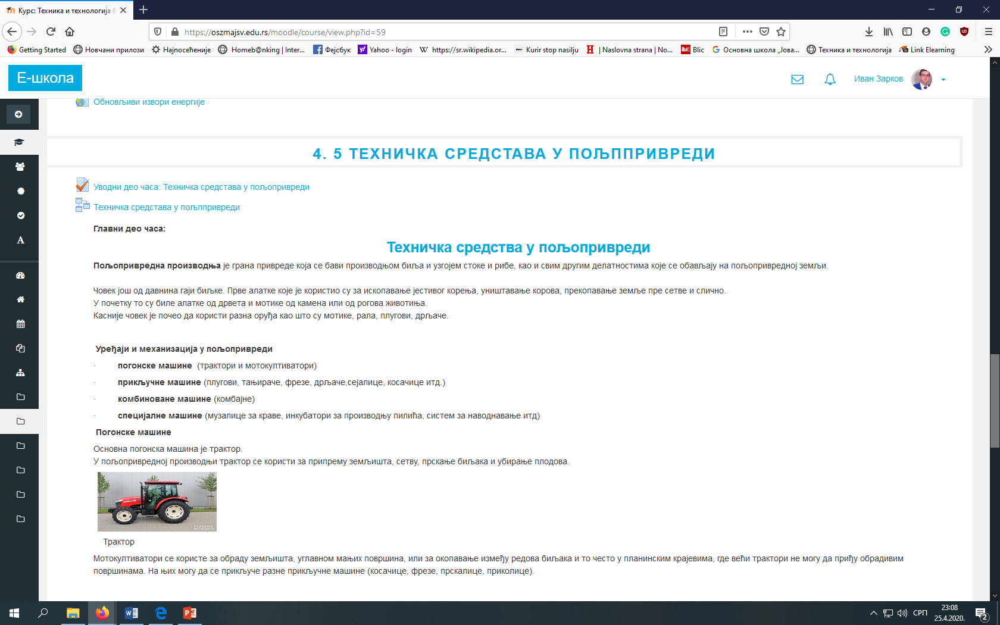 Курс: Техника и технологија 6
https://oszmajsv.edu.rs/moodle/course/view.php?id=59
Getting Started
Новчани прилози
Најпосећеније
Homeb@nking | Inter...
Фејсбук
Yahoo - login
https://sr.wikipedia.or...
Kurir stop nasilju
| Naslovna strana | No...
Blic
Основна школа „Јова...
Техника и технологија
Link Elearning
Е-школа
Иван Зарков
Обновљиви извори енергије
4. 5 ТЕХНИЧКА СРЕДСТАВА У ПОЉППРИВРЕДИ
Уводни део часа: Техничка средстава у пољопривреди
Техничка средстава у пољппривреди
Главни део часа:
Техничка средства у пољопривреди
Пољопривредна производња је грана привреде која се бави производњом биља и узгојем стоке и рибе, као и свим другим делатностима које се обављају на пољопривредној земљи.
Човек још од давнина гаји биљке. Прве алатке које је користио су за ископавање јестивог корења, уништавање корова, прекопавање земље пре сетве и слично.
У почетку то су биле алатке од дрвета и мотике од камена или од рогова животиња.
Касније човек је почео да користи разна оруђа као што су мотике, рала, плугови, дрљаче.
Уређаји и механизација у пољопривреди
· погонске машине (трактори и мотокултиватори)
· прикључне машине (плугови, тањираче, фрезе, дрљаче,сејалице, косачице итд.)
· комбиноване машине (комбајне)
· специјалне машине (музалице за краве, инкубатори за производњу пилића, систем за наводнавање итд)
Погонске машине
Основна погонска машина је трактор.
У пољопривредној производњи трактор се користи за припрему земљишта, сетву, прскање биљака и убирање плодова.
kupujem
prodajem
Трактор
Мотокултиватори се користе за обраду земљишта, углавном мањих површина, или за окопавање између редова биљака и то често у планинским крајевима, где већи трактори не могу да приђу обрадивим
површинама. На њих могу да се прикључе разне прикључне машине (косачице, фрезе, прскалице, приколице).
СРП
23:08
25.4.2020.
2